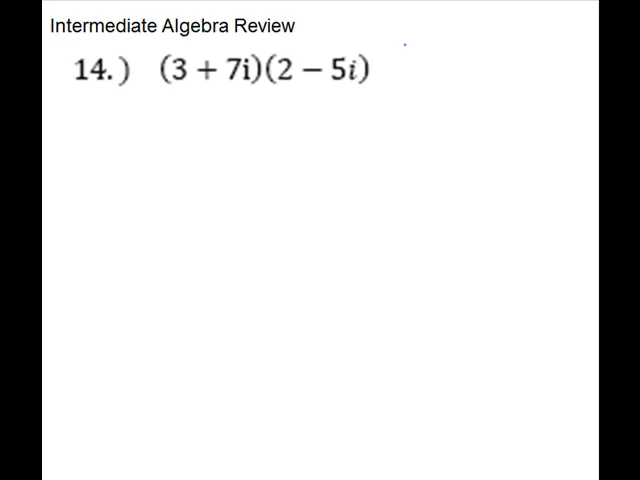 Intermediate Algebra Review
14.) (3 + 7i)(2 − 5i)